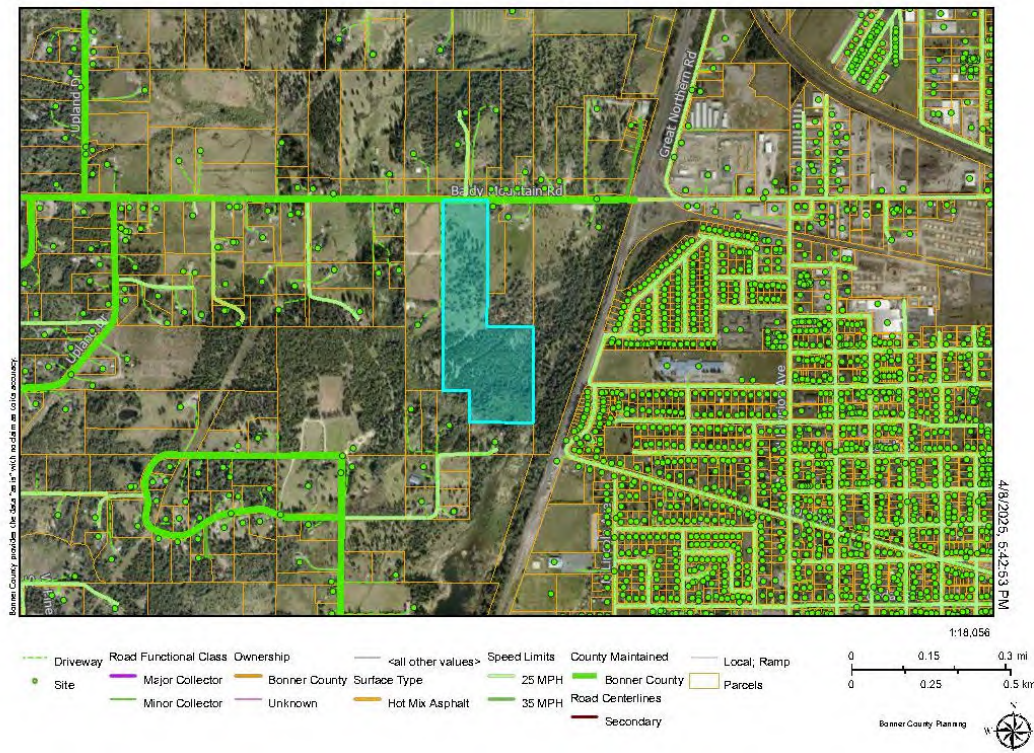 Upland Dr
Great Northern Rd
Baldy Mountain Rd
Upland Dr
Ave
Bonner County provides this data "as is" with no claim as to its accuracy.
4/8/2025, 5:42:53 PM
1:18,056
Driveway
Site
Road Functional Class
Major Collector
Minor Collector
Ownership
Bonner County
Unknown
<all other values>
Surface Type
Hot Mix Asphalt
Speed Limits
25 MPH
35 MPH
County Maintained
Bonner County
Road Centerlines
Secondary
Local; Ramp
Parcels
0 0.15 0.3 mi
0 0.25 0.5 km
Bonner County Planning
N
W